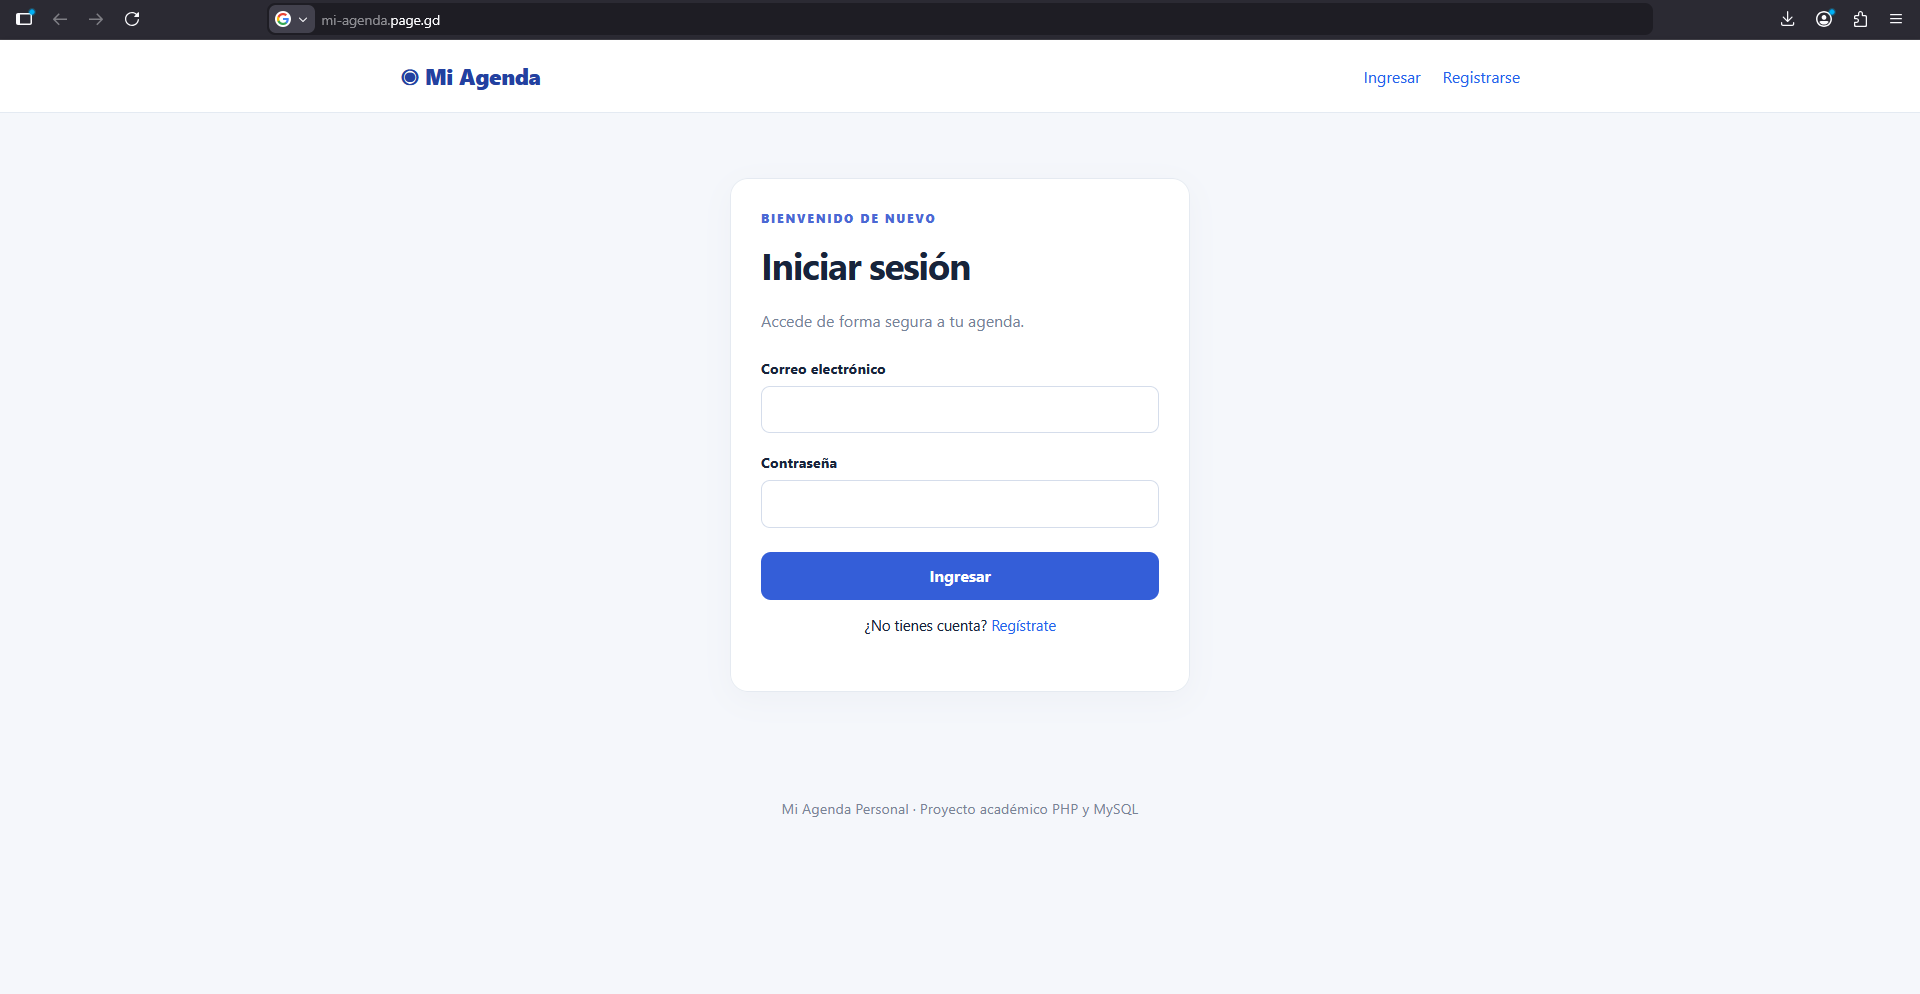 mi-agenda.page.gd
Mi Agenda
Ingresar Registrarse
BIENVENIDO DE NUEVO
Iniciar sesión
Accede de forma segura a tu agenda.
Correo electrónico
Contraseña
Ingresar
¿No tienes cuenta? Regístrate
Mi Agenda Personal · Proyecto académico PHP y MySQL